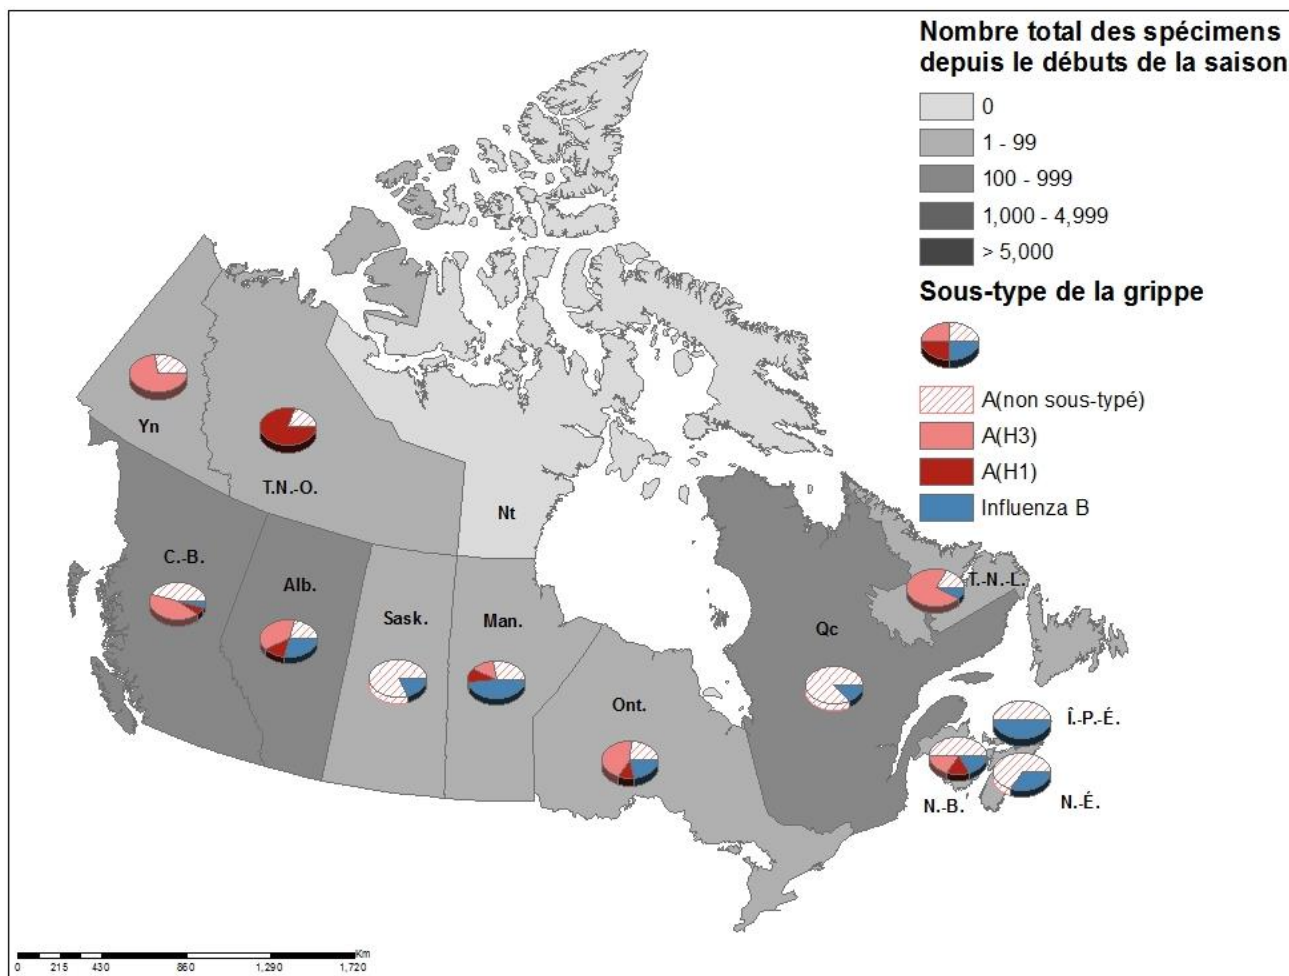 Nombre total des spécimens
depuis le débuts de la saison
0
1 - 99
100 - 999
1,000 - 4,999
> 5,000
Sous-type de la grippe
A(non sous-typé)
A(H3)
A(H1)
Influenza B
Yn
T.N.-O.
Nt
C.-B.
Alb.
Sask.
Man.
Ont.
Qc
T.-N.-L.
Î.-P.-É.
N.-B.
N.-É.
Km
0 215 430 860 1,290 1,720